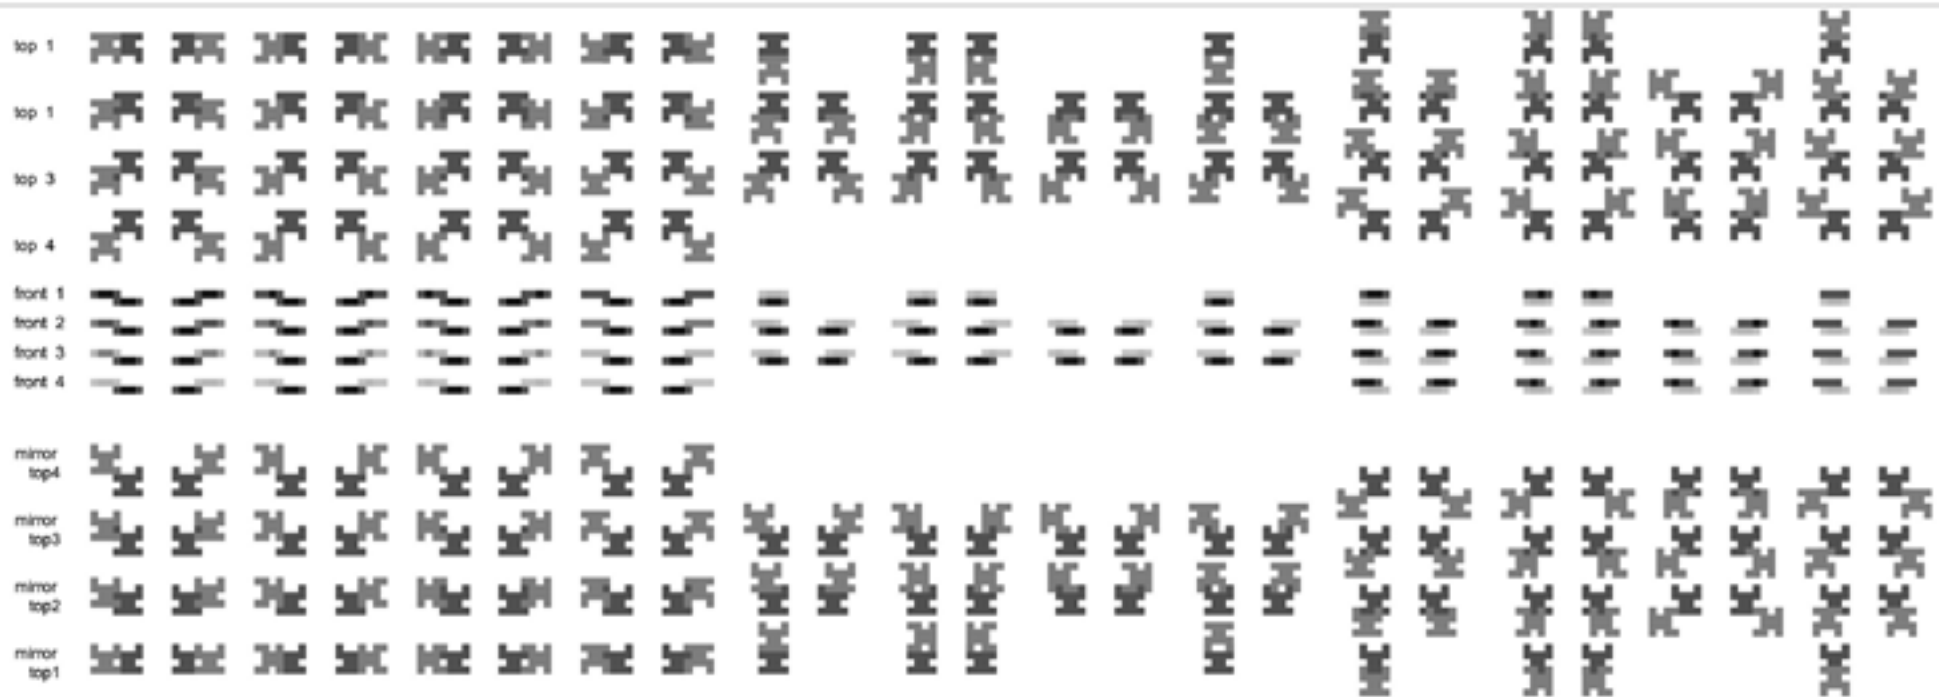 top 1
top 1
top 3
top 4
front 1
front 2
front 3
front 4
mirror
top4
mirror
top3
mirror
top2
mirror
top1